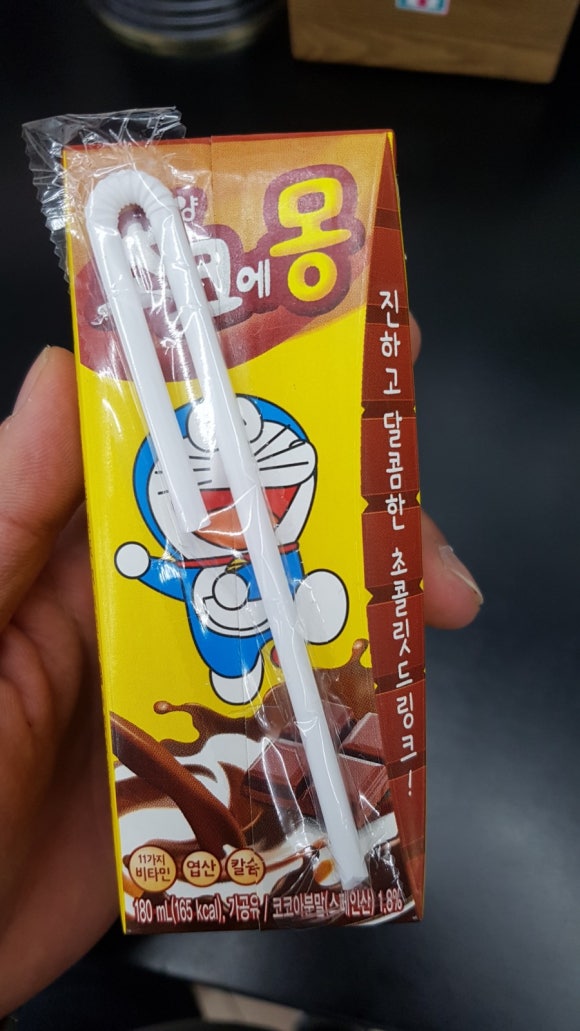 양
코에몽
진하고 달콤한 초콜릿드링크!
11가지
비타민
엽산
칼슘
180 mL(165 kcal), 가공유 / 코코아분말(스페인산) 1.8%